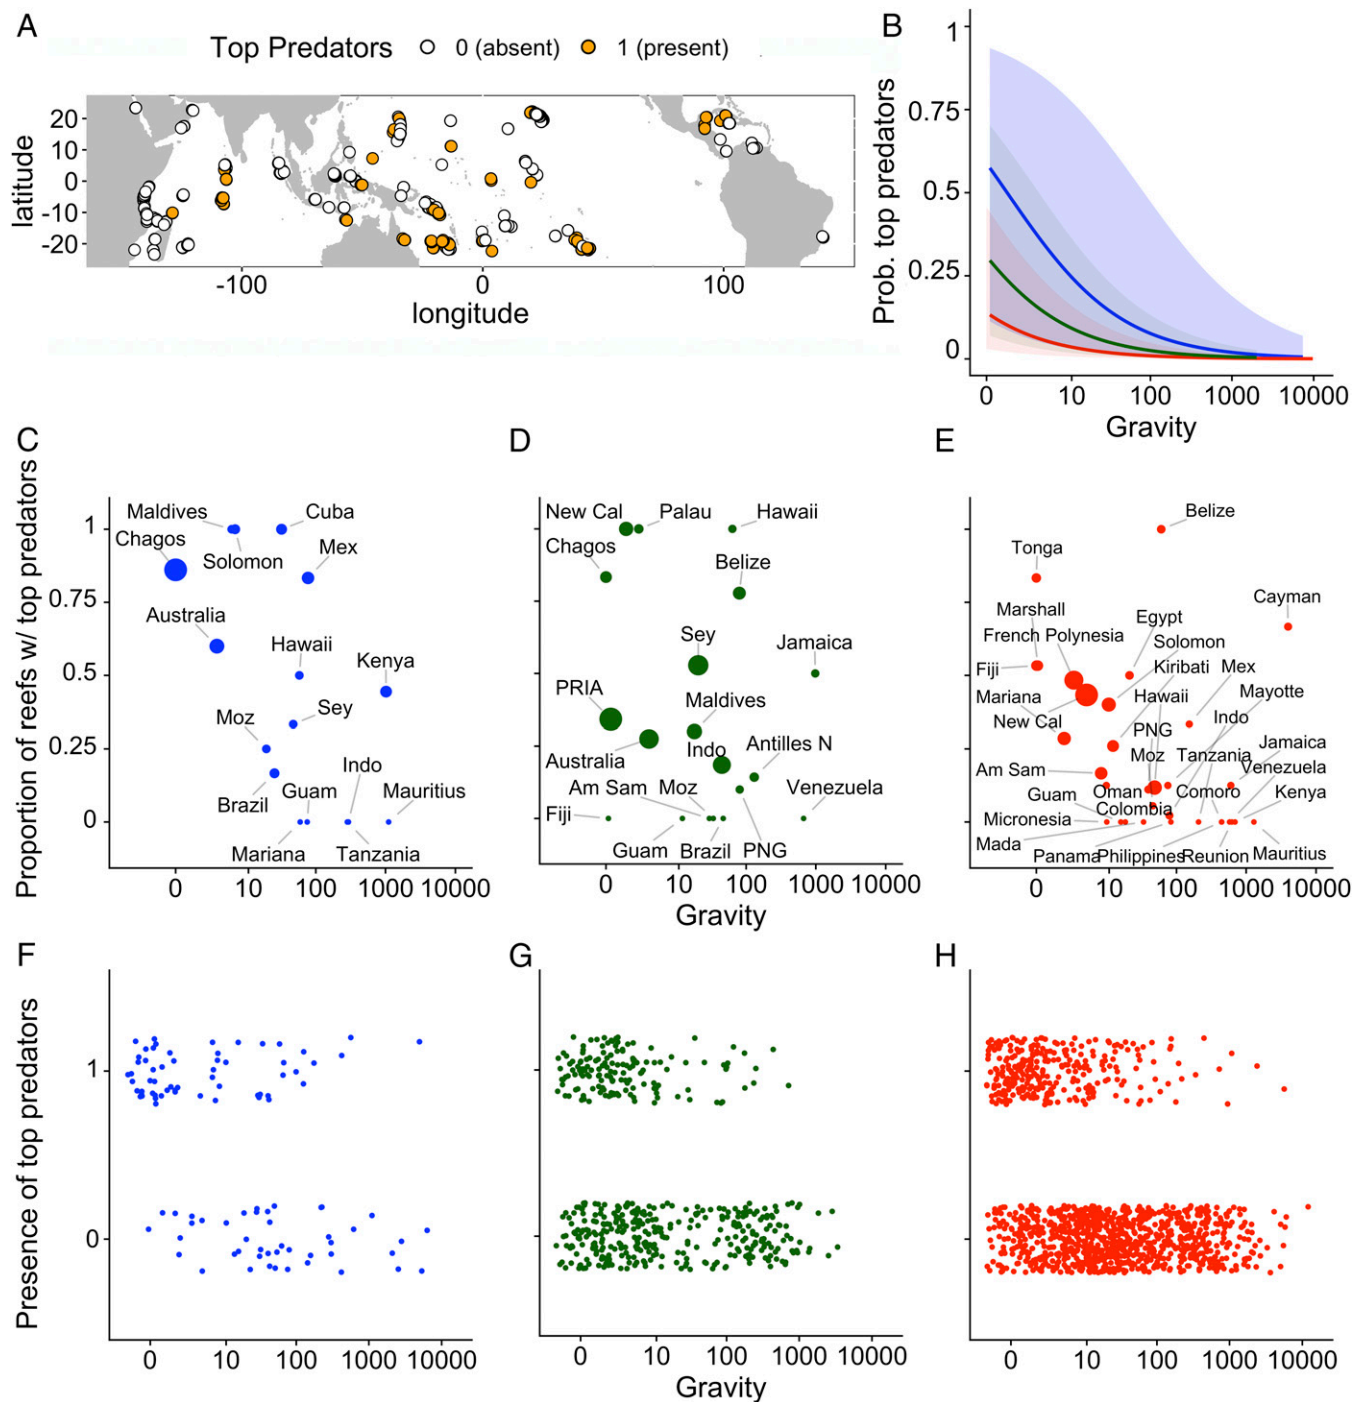 A
Top Predators 0 (absent) 1 (present)
latitude
20
10
0
-10
-20
-100 0 100
longitude
B
Prob. top predators
1
0.75
0.5
0.25
0
0 10 100 1000 10000
Gravity
C
Proportion of reefs w/ top predators
1
0.75
0.5
0.25
0
Maldives
Cuba
Chagos
Solomon
Mex
Australia
Hawaii
Kenya
Moz
Sey
Brazil
Guam
Indo
Mauritius
Mariana
Tanzania
0 10 100 1000 10000
D
New Cal
Palau
Hawaii
Chagos
Belize
Sey
Jamaica
PRIA
Maldives
Australia
Indo
Antilles N
Am Sam
Moz
Venezuela
Fiji
Guam
Brazil
PNG
0 10 100 1000 10000
Gravity
E
Belize
Tonga
Cayman
Marshall
Egypt
French Polynesia
Solomon
Fiji
Kiribati
Mex
Mariana
Hawaii
Mayotte
New Cal
PNG
Indo
Moz
Tanzania
Jamaica
Am Sam
Venezuela
Guam
Oman
Comoro
Kenya
Colombia
Micronesia
Mada
Panama
Philippines
Reunion
Mauritius
0 10 100 1000 10000
F
Presence of top predators
1
0
0 10 100 1000 10000
G
0 10 100 1000 10000
Gravity
H
0 10 100 1000 10000